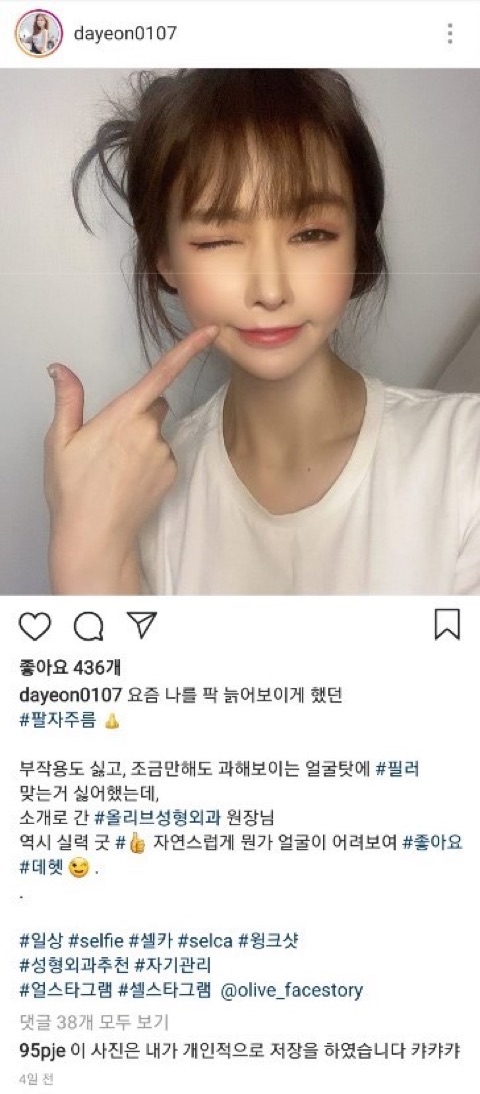 dayeon0107
좋아요 436개
dayeon0107 요즘 나를 팍 늙어보이게 했던
#팔자주름 👃
부작용도 싫고, 조금만해도 과해보이는 얼굴탓에 #필러
맞는거 싫어했는데,
소개로 간 #올리브성형외과 원장님
역시 실력 굿 #👍 자연스럽게 뭔가 얼굴이 어려보여 #좋아요
#데헷 😉 .
.
#일상 #selfie #셀카 #selca #윙크샷
#성형외과추천 #자기관리
#얼스타그램 #셀스타그램 @olive_facestory
댓글 38개 모두 보기
95pje 이 사진은 내가 개인적으로 저장을 하였습니다 캬캬캬
4일 전